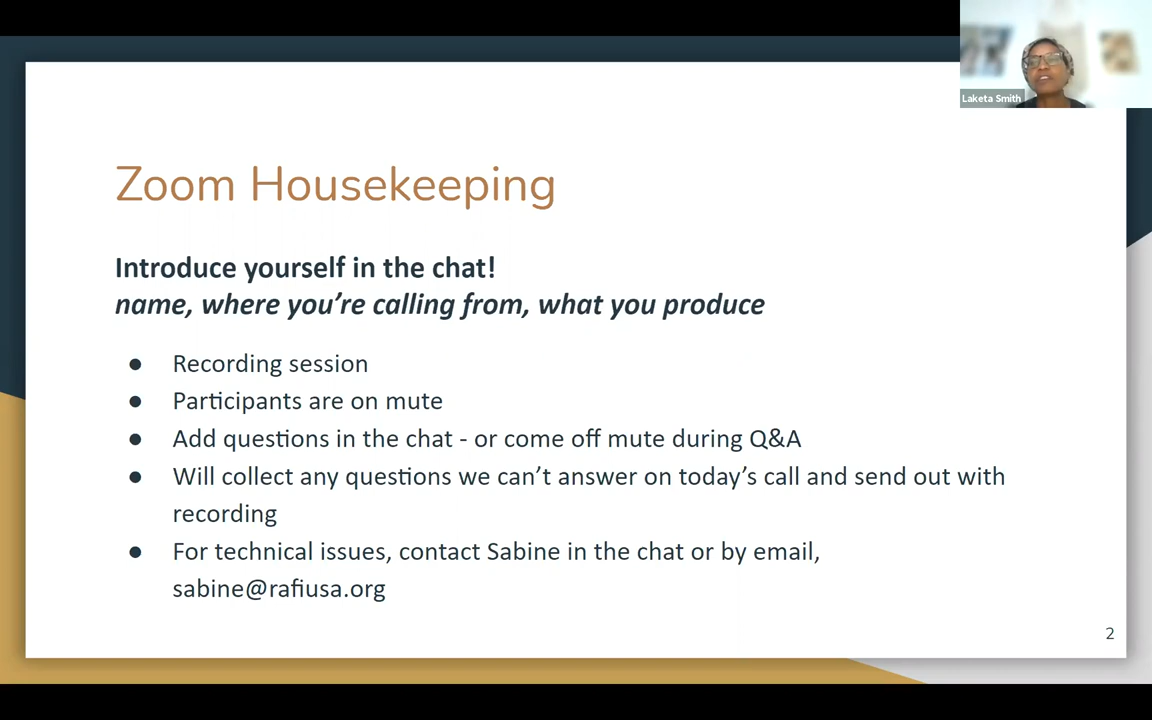 Laketa Smith
Zoom Housekeeping
Introduce yourself in the chat!
name, where you’re calling from, what you produce
● Recording session
● Participants are on mute
● Add questions in the chat - or come off mute during Q&A
● Will collect any questions we can’t answer on today’s call and send out with
recording
● For technical issues, contact Sabine in the chat or by email,
sabine@rafiusa.org
2